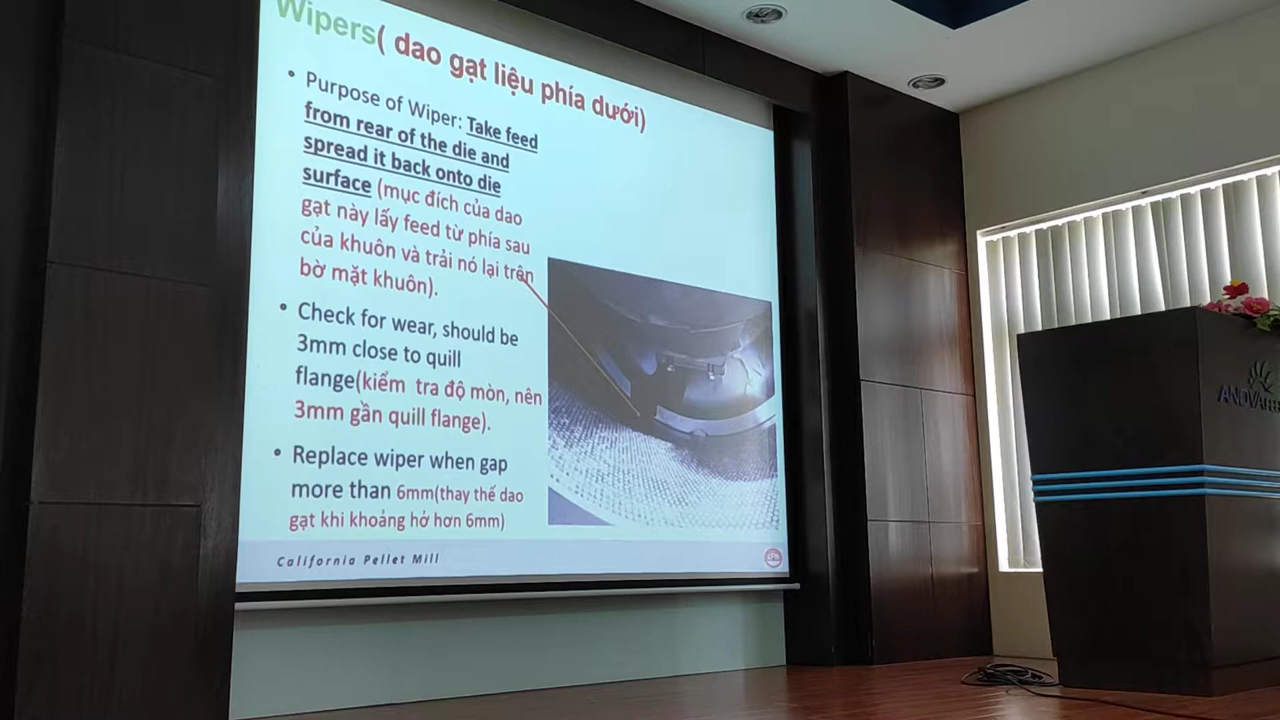 Wipers( dao gạt liệu phía dưới)
• Purpose of Wiper: Take feed
from rear of the die and
spread it back onto die
surface (mục đích của dao
gạt này lấy feed từ phía sau
của khuôn và trải nó lại trên
bờ mặt khuôn).
• Check for wear, should be
3mm close to quill
flange(kiểm tra độ mòn, nên
3mm gần quill flange).
• Replace wiper when gap
more than 6mm(thay thế dao
gạt khi khoảng hở hơn 6mm)
California Pellet Mill
CPM